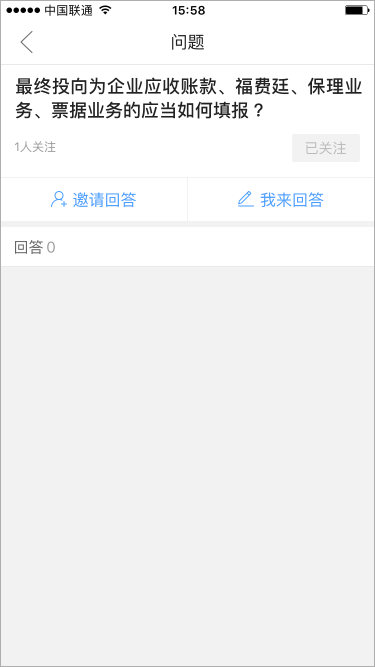 中国联通 15:58
问题
最终投向为企业应收账款、福费廷、保理业
务、票据业务的应当如何填报？
1人关注 已关注
邀请回答 我来回答
回答 0